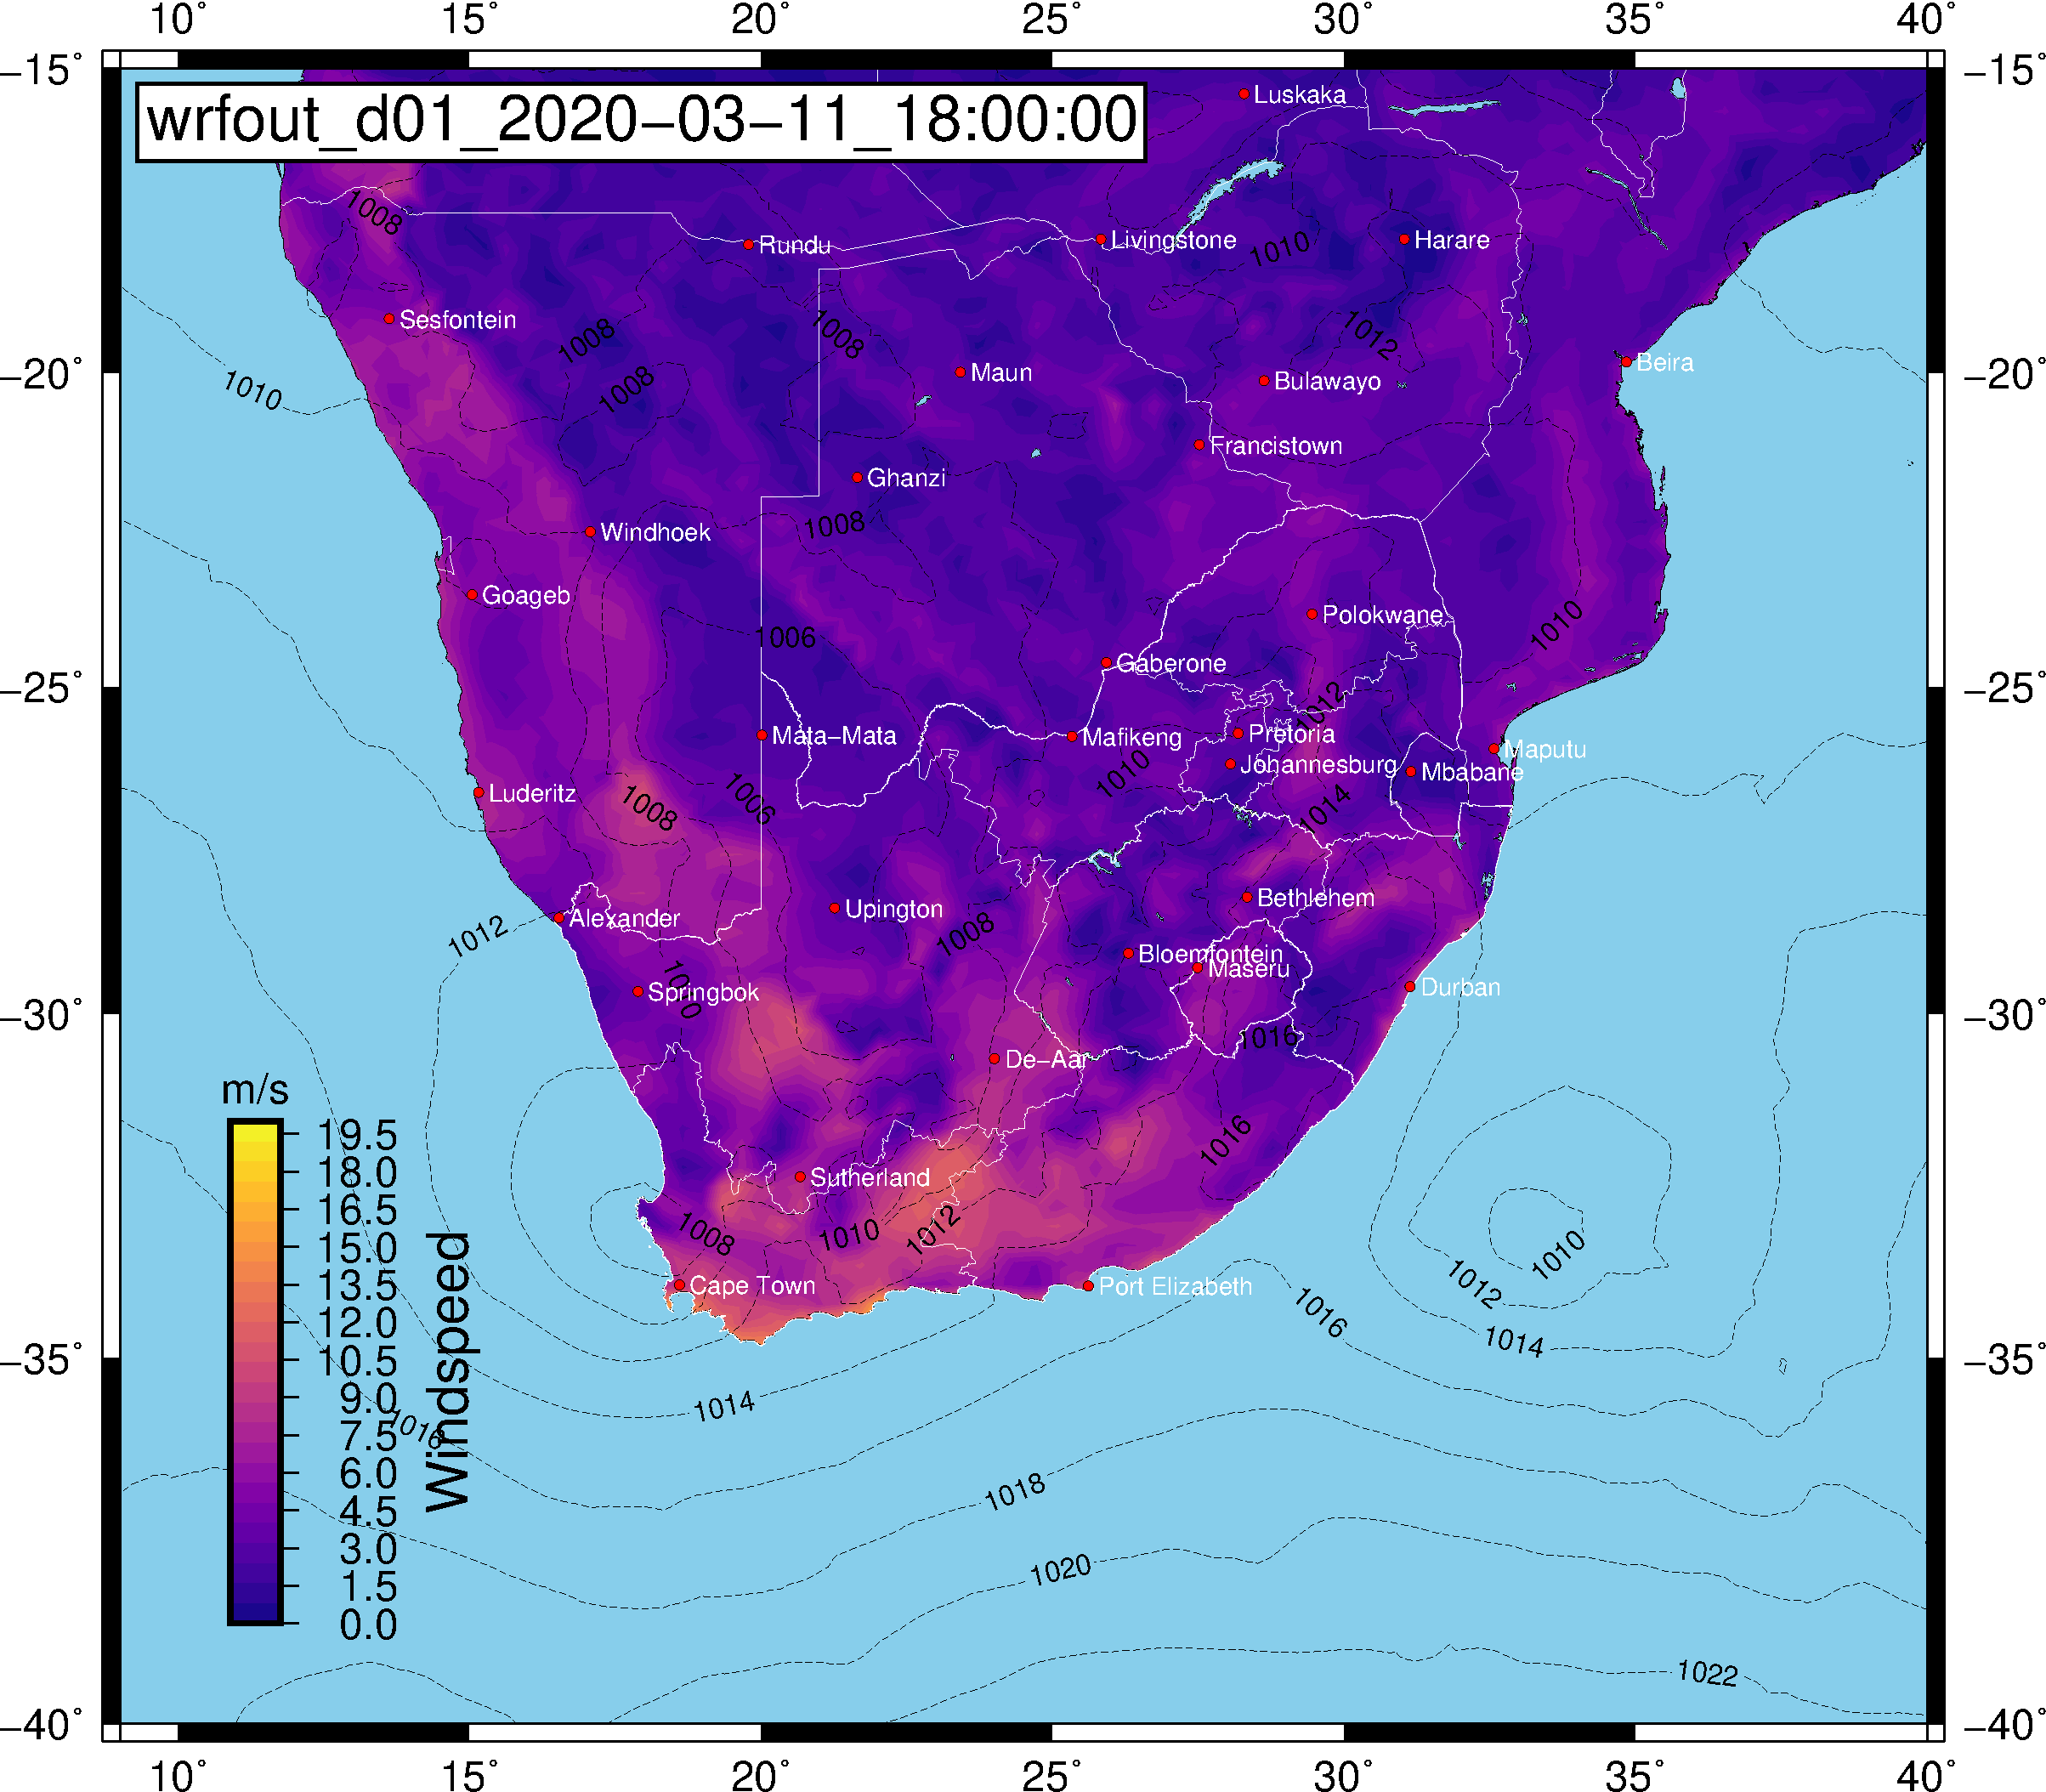 10° 15° 20° 25° 30° 35° 40°
−15° −15°
wrfout_d01_2020−03−11_18:00:00
Luskaka
1008
Rundu
Livingstone
1010
Harare
Sesfontein
1008
1008
1012
Beira
−20° −20°
1010
1008
Maun
Bulawayo
Francistown
Ghanzi
1008
Windhoek
Goageb
1006
Polokwane
1010
Gaberone
−25° −25°
1012
Mata−Mata
Mafikeng
Pretoria
Maputu
Johannesburg
Mbabane
1010
Luderitz
1008
1006
1014
Alexander
Upington
Bethlehem
1012
1008
Bloemfontein
Maseru
Springbok
1010
Durban
−30° −30°
1016
De−Aar
m/s
19.5
18.0
16.5
15.0
13.5
12.0
10.5
9.0
7.5
6.0
4.5
3.0
1.5
0.0
Windspeed
1016
Sutherland
1008
1010
1012
1010
Cape Town
Port Elizabeth
1012
1016
1014
−35° −35°
1014
1016
1018
1020
1022
−40° −40°
10° 15° 20° 25° 30° 35° 40°